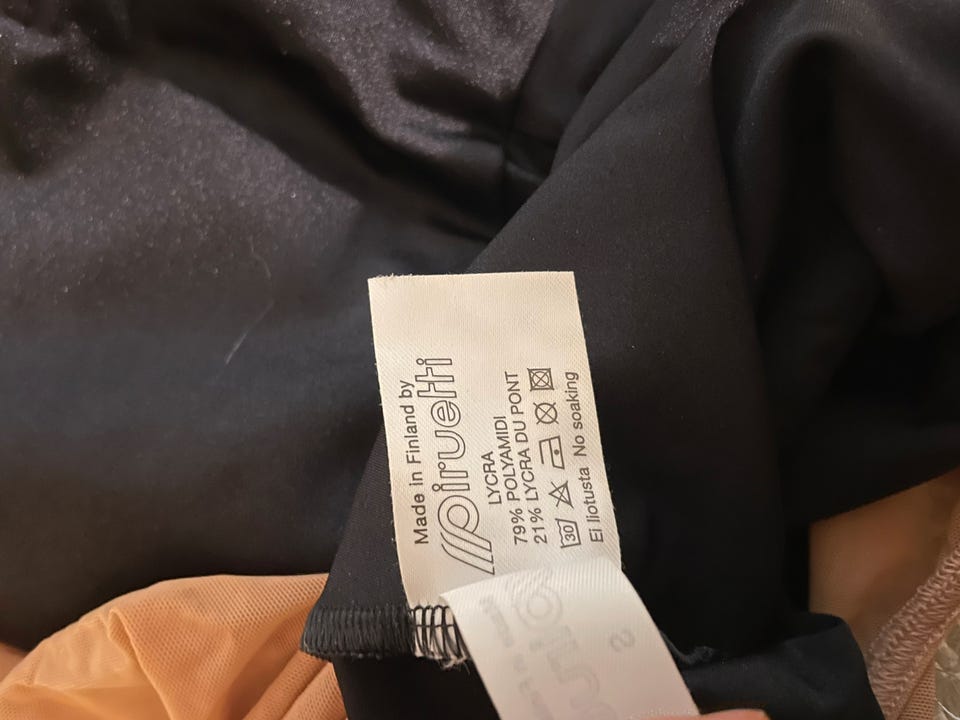 Made in Finland by
piruetti
LYCRA
79% POLYAMIDI
21% LYCRA DU PONT
30
Ei liotusta No soaking
S